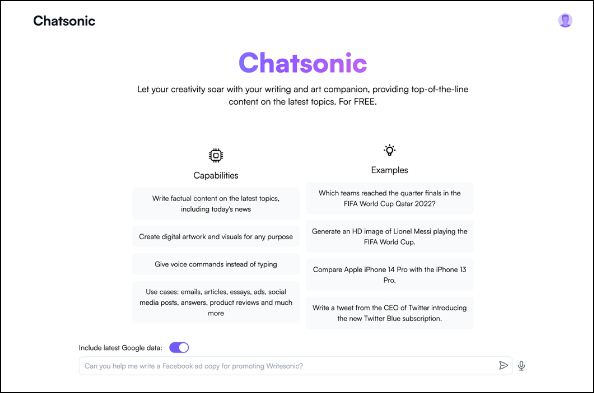 Chatsonic
Chatsonic
Let your creativity soar with your writing and art companion, providing top-of-the-line
content on the latest topics. For FREE.
Capabilities
Write factual content on the latest topics,
including today's news
Create digital artwork and visuals for any purpose
Give voice commands instead of typing
Use cases: emails, articles, essays, ads, social
media posts, answers, product reviews and much
more
Examples
Which teams reached the quarter finals in the
FIFA World Cup Qatar 2022?
Generate an HD image of Lionel Messi playing the
FIFA World Cup.
Compare Apple iPhone 14 Pro with the iPhone 13
Pro.
Write a tweet from the CEO of Twitter introducing
the new Twitter Blue subscription.
Include latest Google data:
Can you help me write a Facebook ad copy for promoting Writesonic?